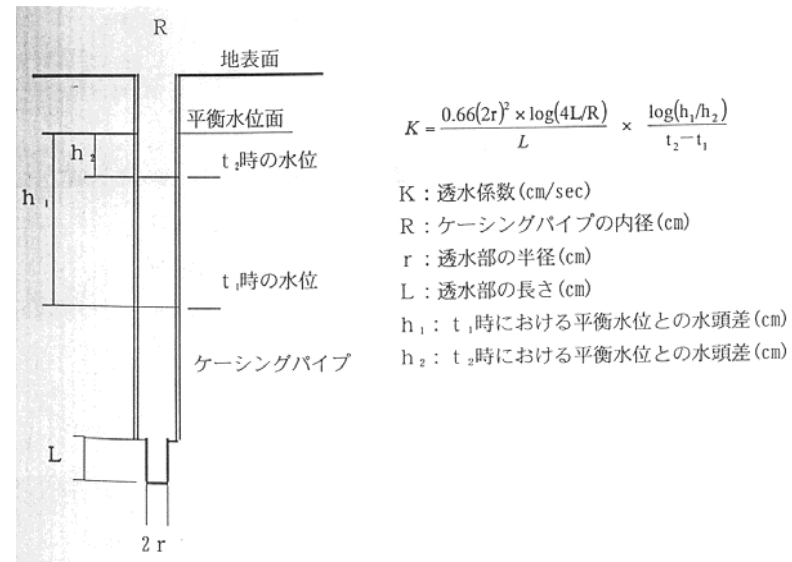 R
地表面
平衡水位面
h₂
t₂時の水位
h₁
t₁時の水位
ケーシングパイプ
L
2r
K = 0.66(2r)² × log(4L/R) / L × log(h₁/h₂) / t₂−t₁
K：透水係数(cm/sec)
R：ケーシングパイプの内径(cm)
r：透水部の半径(cm)
L：透水部の長さ(cm)
h₁：t₁時における平衡水位との水頭差(cm)
h₂：t₂時における平衡水位との水頭差(cm)